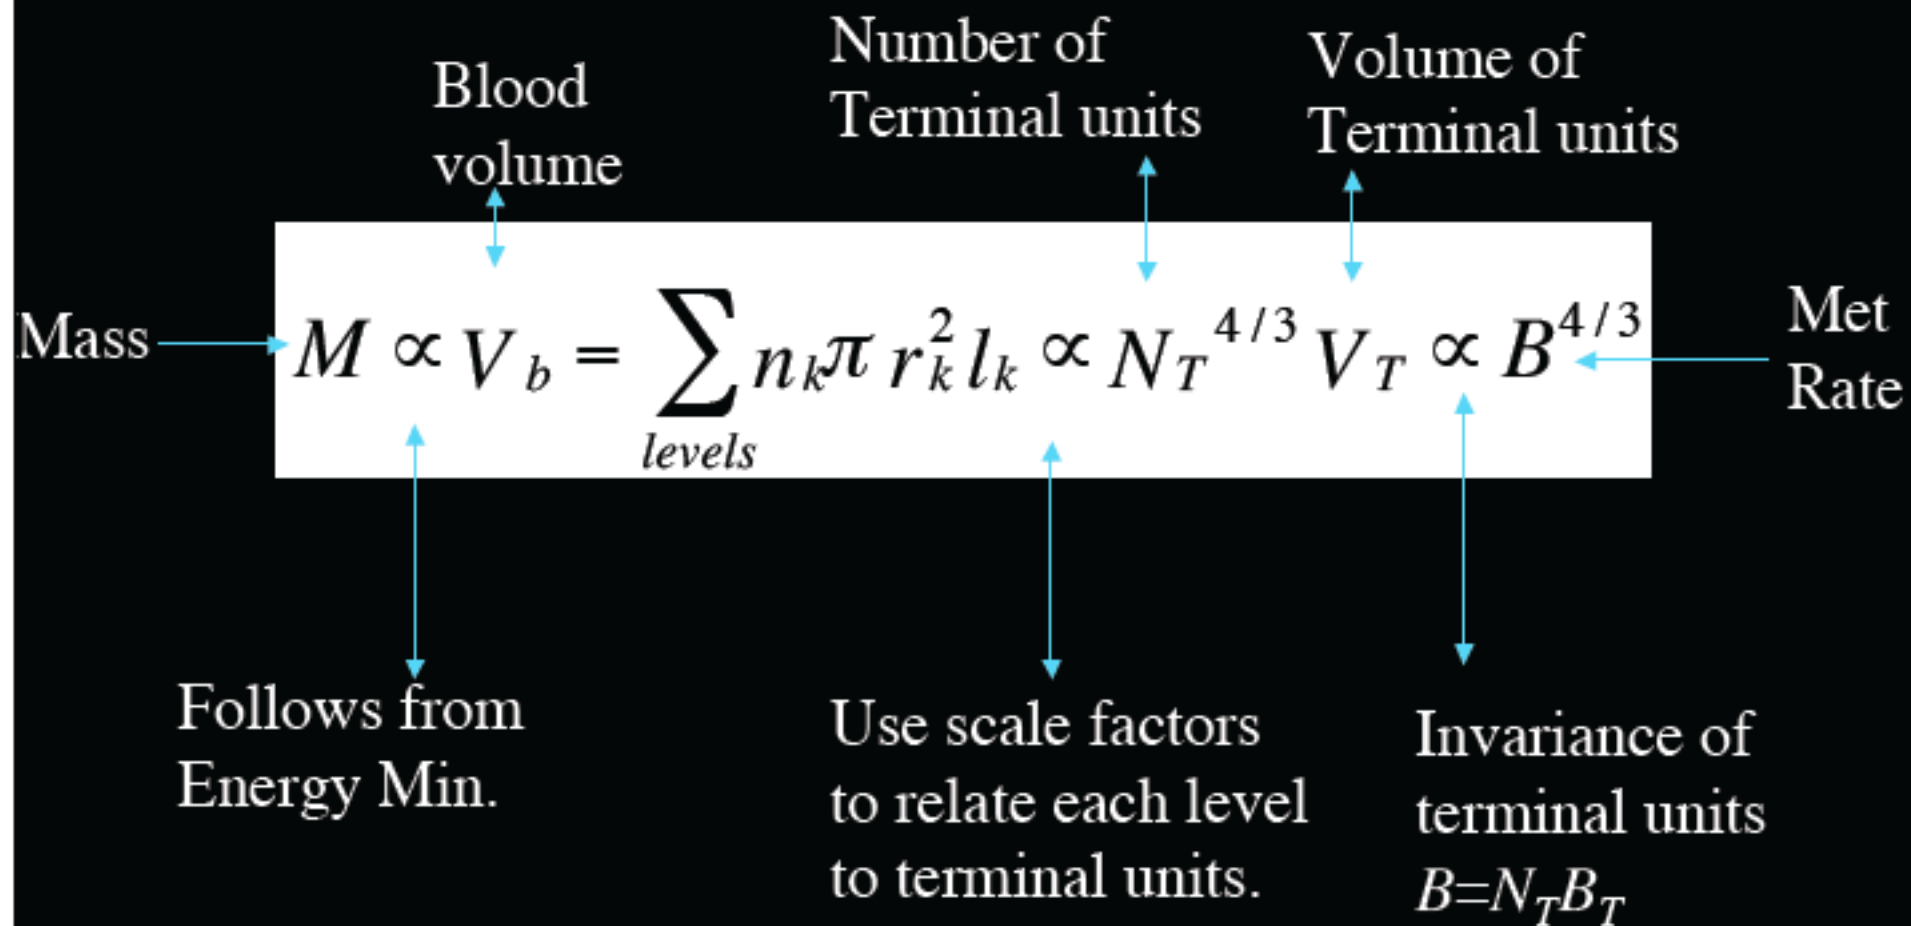 Blood
volume
Number of
Terminal units
Volume of
Terminal units
Mass
M ∝ V_b = ∑_{levels} n_k π r_k^2 l_k ∝ N_T^{4/3} V_T ∝ B^{4/3}
Met
Rate
Follows from
Energy Min.
Use scale factors
to relate each level
to terminal units.
Invariance of
terminal units
B=N_TB_T